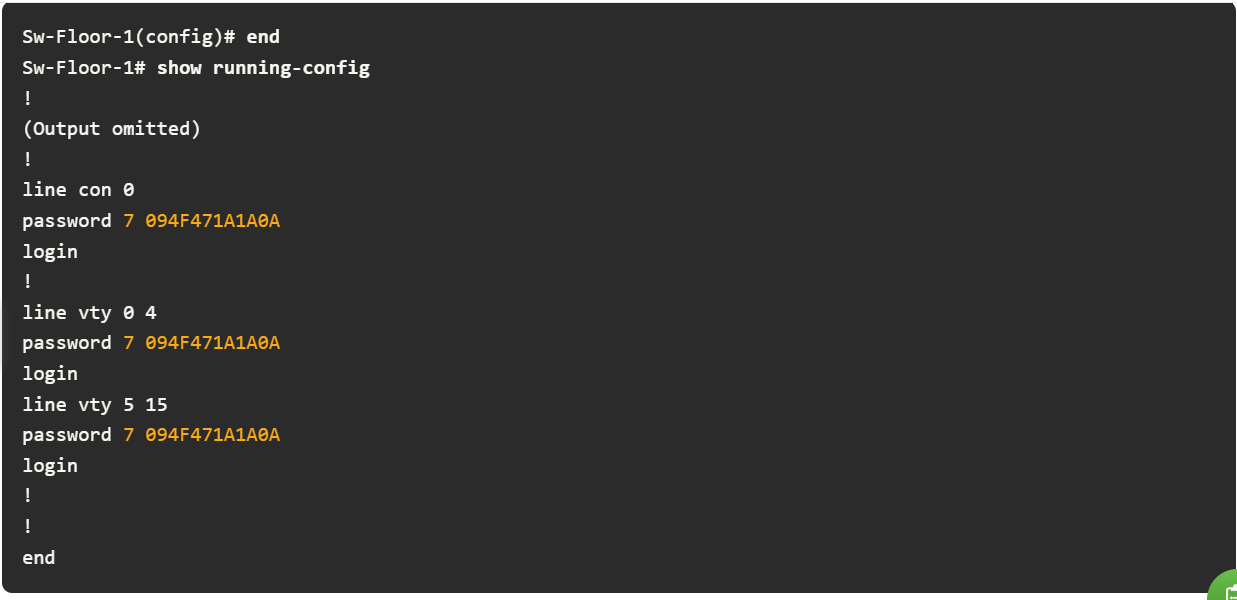 Sw-Floor-1(config)# end
Sw-Floor-1# show running-config
!
(Output omitted)
!
line con 0
password 7 094F471A1A0A
login
!
line vty 0 4
password 7 094F471A1A0A
login
line vty 5 15
password 7 094F471A1A0A
login
!
!
end